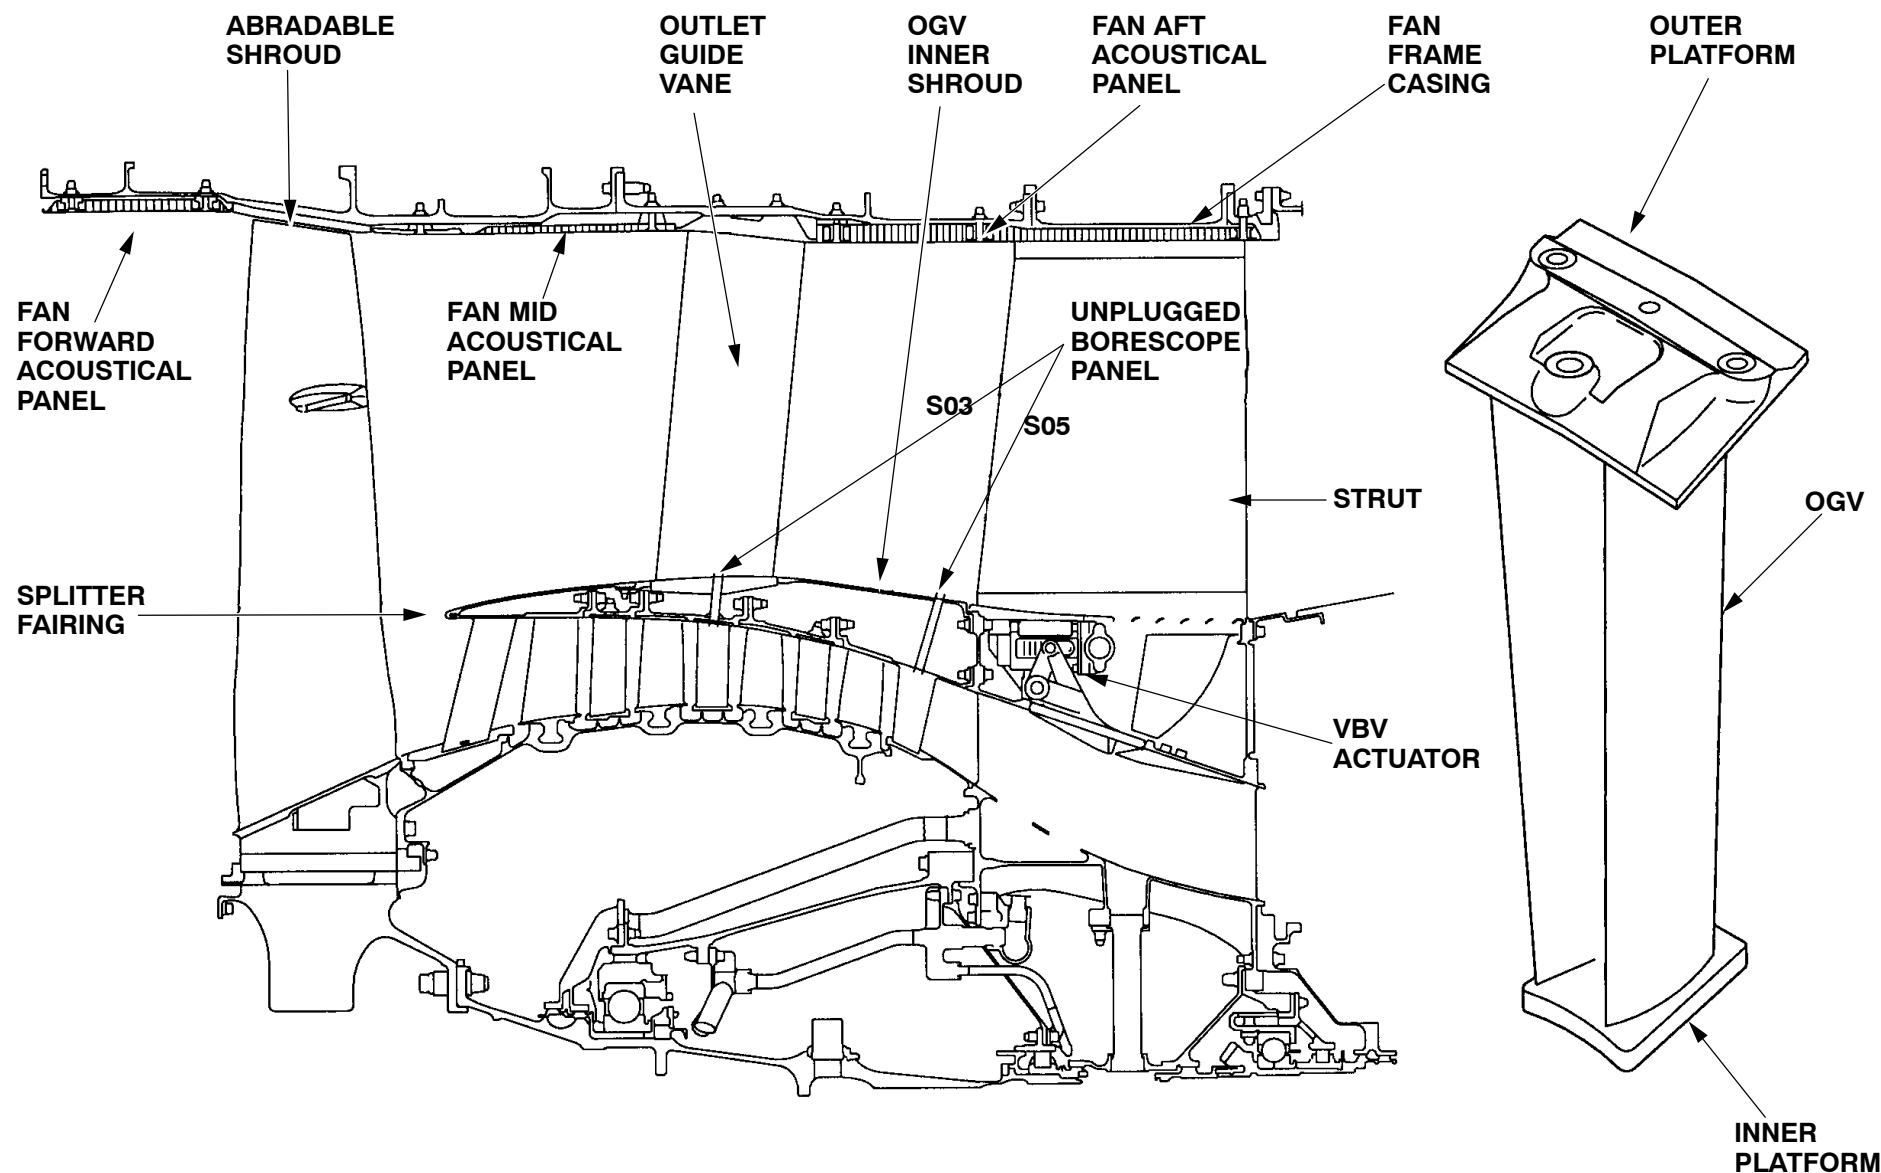 ABRADABLE
SHROUD
OUTLET
GUIDE
VANE
OGV
INNER
SHROUD
FAN AFT
ACOUSTICAL
PANEL
FAN
FRAME
CASING
OUTER
PLATFORM
FAN
FORWARD
ACOUSTICAL
PANEL
FAN MID
ACOUSTICAL
PANEL
UNPLUGGED
BORESCOPE
PANEL
S03
S05
STRUT
OGV
SPLITTER
FAIRING
VBV
ACTUATOR
INNER
PLATFORM